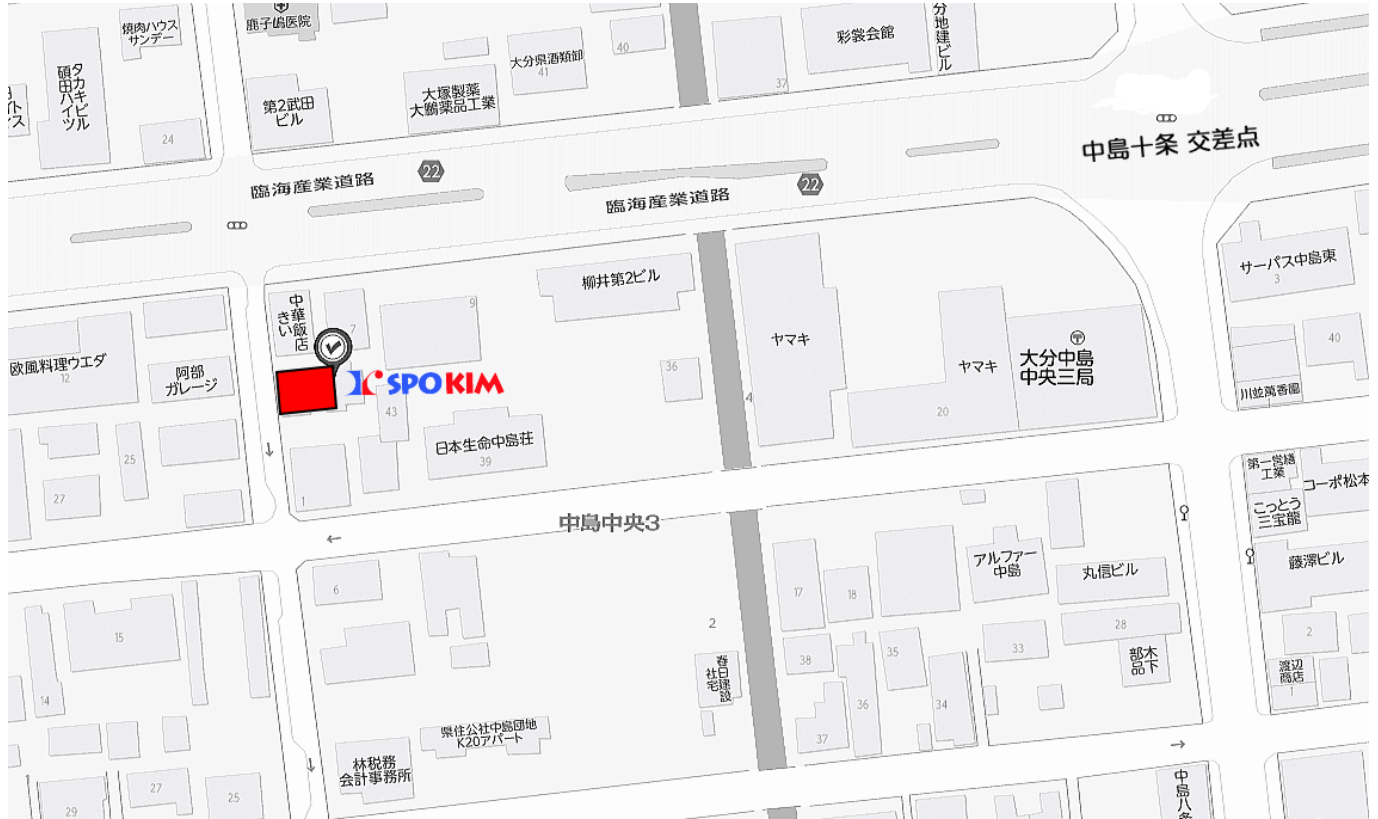 焼肉ハウス
サンデー
鹿子嶋医院
タカキビル
碩田ハイツ
24
第2武田
ビル
大塚製薬
大鵬薬品工業
大分県酒類卸
41
40
37
彩裳会館
分地建ビル
臨海産業道路
22
臨海産業道路
22
中島十条 交差点
中華飯店
きい
7
9
柳井第2ビル
ヤマキ
ヤマキ
大分中島
中央三局
サーパス中島東
3
欧風料理ウエダ
12
阿部
ガレージ
SPOKIM
36
4
20
40
川並萬香園
43
日本生命中島荘
39
25
27
1
第一営繕
工業
コーポ松本
こっとう
三宝龍
中島中央3
藤澤ビル
6
15
14
17
18
アルファー
中島
丸信ビル
2
28
33
35
38
木下
部品
2
渡辺
商店
1
春日建設
社宅
36
34
37
県住公社中島団地
K20アパート
林税務
会計事務所
29
27
25
中島八条